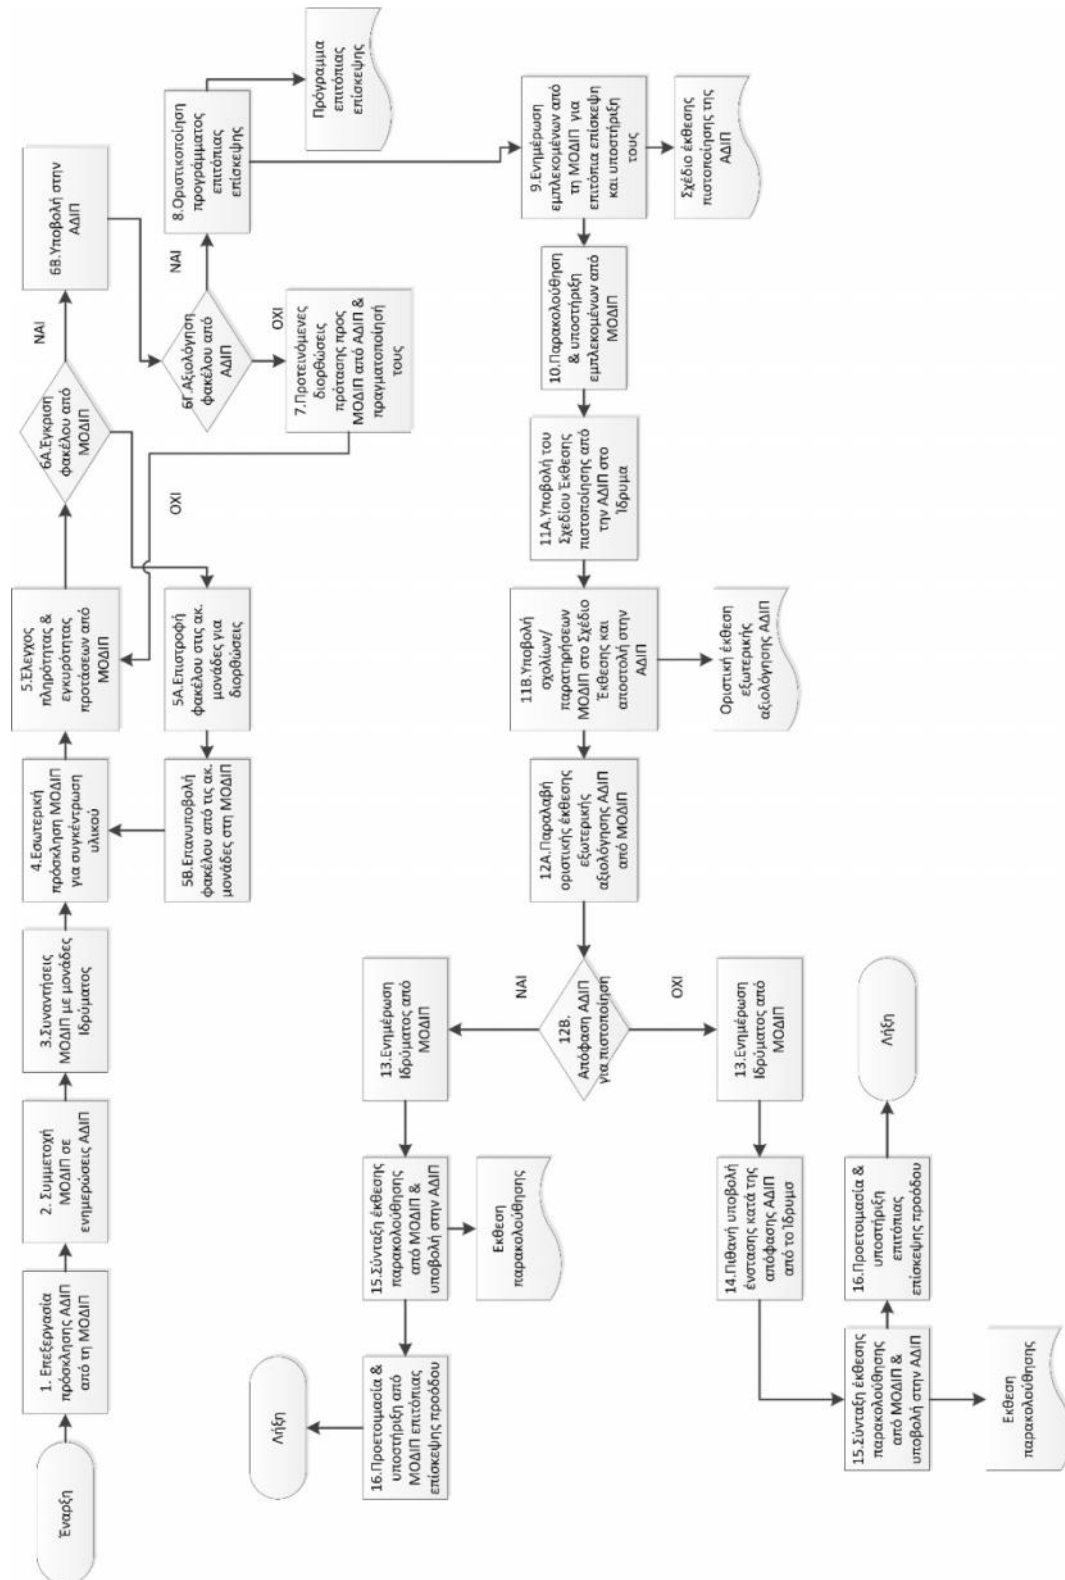 Έναρξη
1. Επεξεργασία
πρόσκλησης ΑΔΙΠ
από τη ΜΟΔΙΠ
2. Συμμετοχή
ΜΟΔΙΠ σε
ενημερώσεις ΑΔΙΠ
3.Συναντήσεις
ΜΟΔΙΠ με μονάδες
Ιδρύματος
4.Εσωτερική
πρόσκληση ΜΟΔΙΠ
για συγκέντρωση
υλικού
5.Έλεγχος
πληρότητας &
εγκυρότητας
προτάσεων από
ΜΟΔΙΠ
6Α.Έγκριση
φακέλου από
ΜΟΔΙΠ
ΝΑΙ
ΟΧΙ
5Α.Επιστροφή
φακέλου στις ακ.
μονάδες για
διορθώσεις
5Β.Επανυποβολή
φακέλου από τις ακ.
μονάδες στη ΜΟΔΙΠ
6Β.Υποβολή στην
ΑΔΙΠ
6Γ.Αξιολόγηση
φακέλου από
ΑΔΙΠ
ΝΑΙ
ΟΧΙ
7.Προτεινόμενες
διορθώσεις
πρότασης προς
ΜΟΔΙΠ από ΑΔΙΠ &
πραγματοποίησή
τους
8.Οριστικοποίηση
προγράμματος
επιτόπιας
επίσκεψης
Πρόγραμμα
επιτόπιας
επίσκεψης
9.Ενημέρωση
εμπλεκομένων από
τη ΜΟΔΙΠ για
επιτόπια επίσκεψη
και υποστήριξη
τους
Σχέδιο έκθεσης
πιστοποίησης της
ΑΔΙΠ
10.Παρακολούθηση
& υποστήριξη
εμπλεκομένων από
ΜΟΔΙΠ
11Α.Υποβολή του
Σχεδίου Έκθεσης
πιστοποίησης από
την ΑΔΙΠ στο
Ίδρυμα
11Β.Υποβολή
σχολίων/
παρατηρήσεων
ΜΟΔΙΠ στο Σχέδιο
Έκθεσης και
αποστολή στην
ΑΔΙΠ
Οριστική έκθεση
εξωτερικής
αξιολόγησης ΑΔΙΠ
12Α.Παραλαβή
οριστικής έκθεσης
εξωτερικής
αξιολόγησης ΑΔΙΠ
από ΜΟΔΙΠ
12Β.
Απόφαση ΑΔΙΠ
για πιστοποίηση
ΝΑΙ
ΟΧΙ
13.Ενημέρωση
Ιδρύματος από
ΜΟΔΙΠ
15.Σύνταξη έκθεσης
παρακολούθησης
από ΜΟΔΙΠ &
υποβολή στην ΑΔΙΠ
Εκθεση
παρακολούθησης
16.Προετοιμασία &
υποστήριξη από
ΜΟΔΙΠ επιτόπιας
επίσκεψης προόδου
Λήξη
13.Ενημέρωση
Ιδρύματος από
ΜΟΔΙΠ
14.Πιθανή υποβολή
ένστασης κατά της
απόφασης ΑΔΙΠ
από το Ίδρυμσ
15.Σύνταξη έκθεσης
παρακολούθησης
από ΜΟΔΙΠ &
υποβολή στην ΑΔΙΠ
Εκθεση
παρακολούθησης
16.Προετοιμασία &
υποστήριξη
επιτόπιας
επίσκεψης προόδου
Λήξη